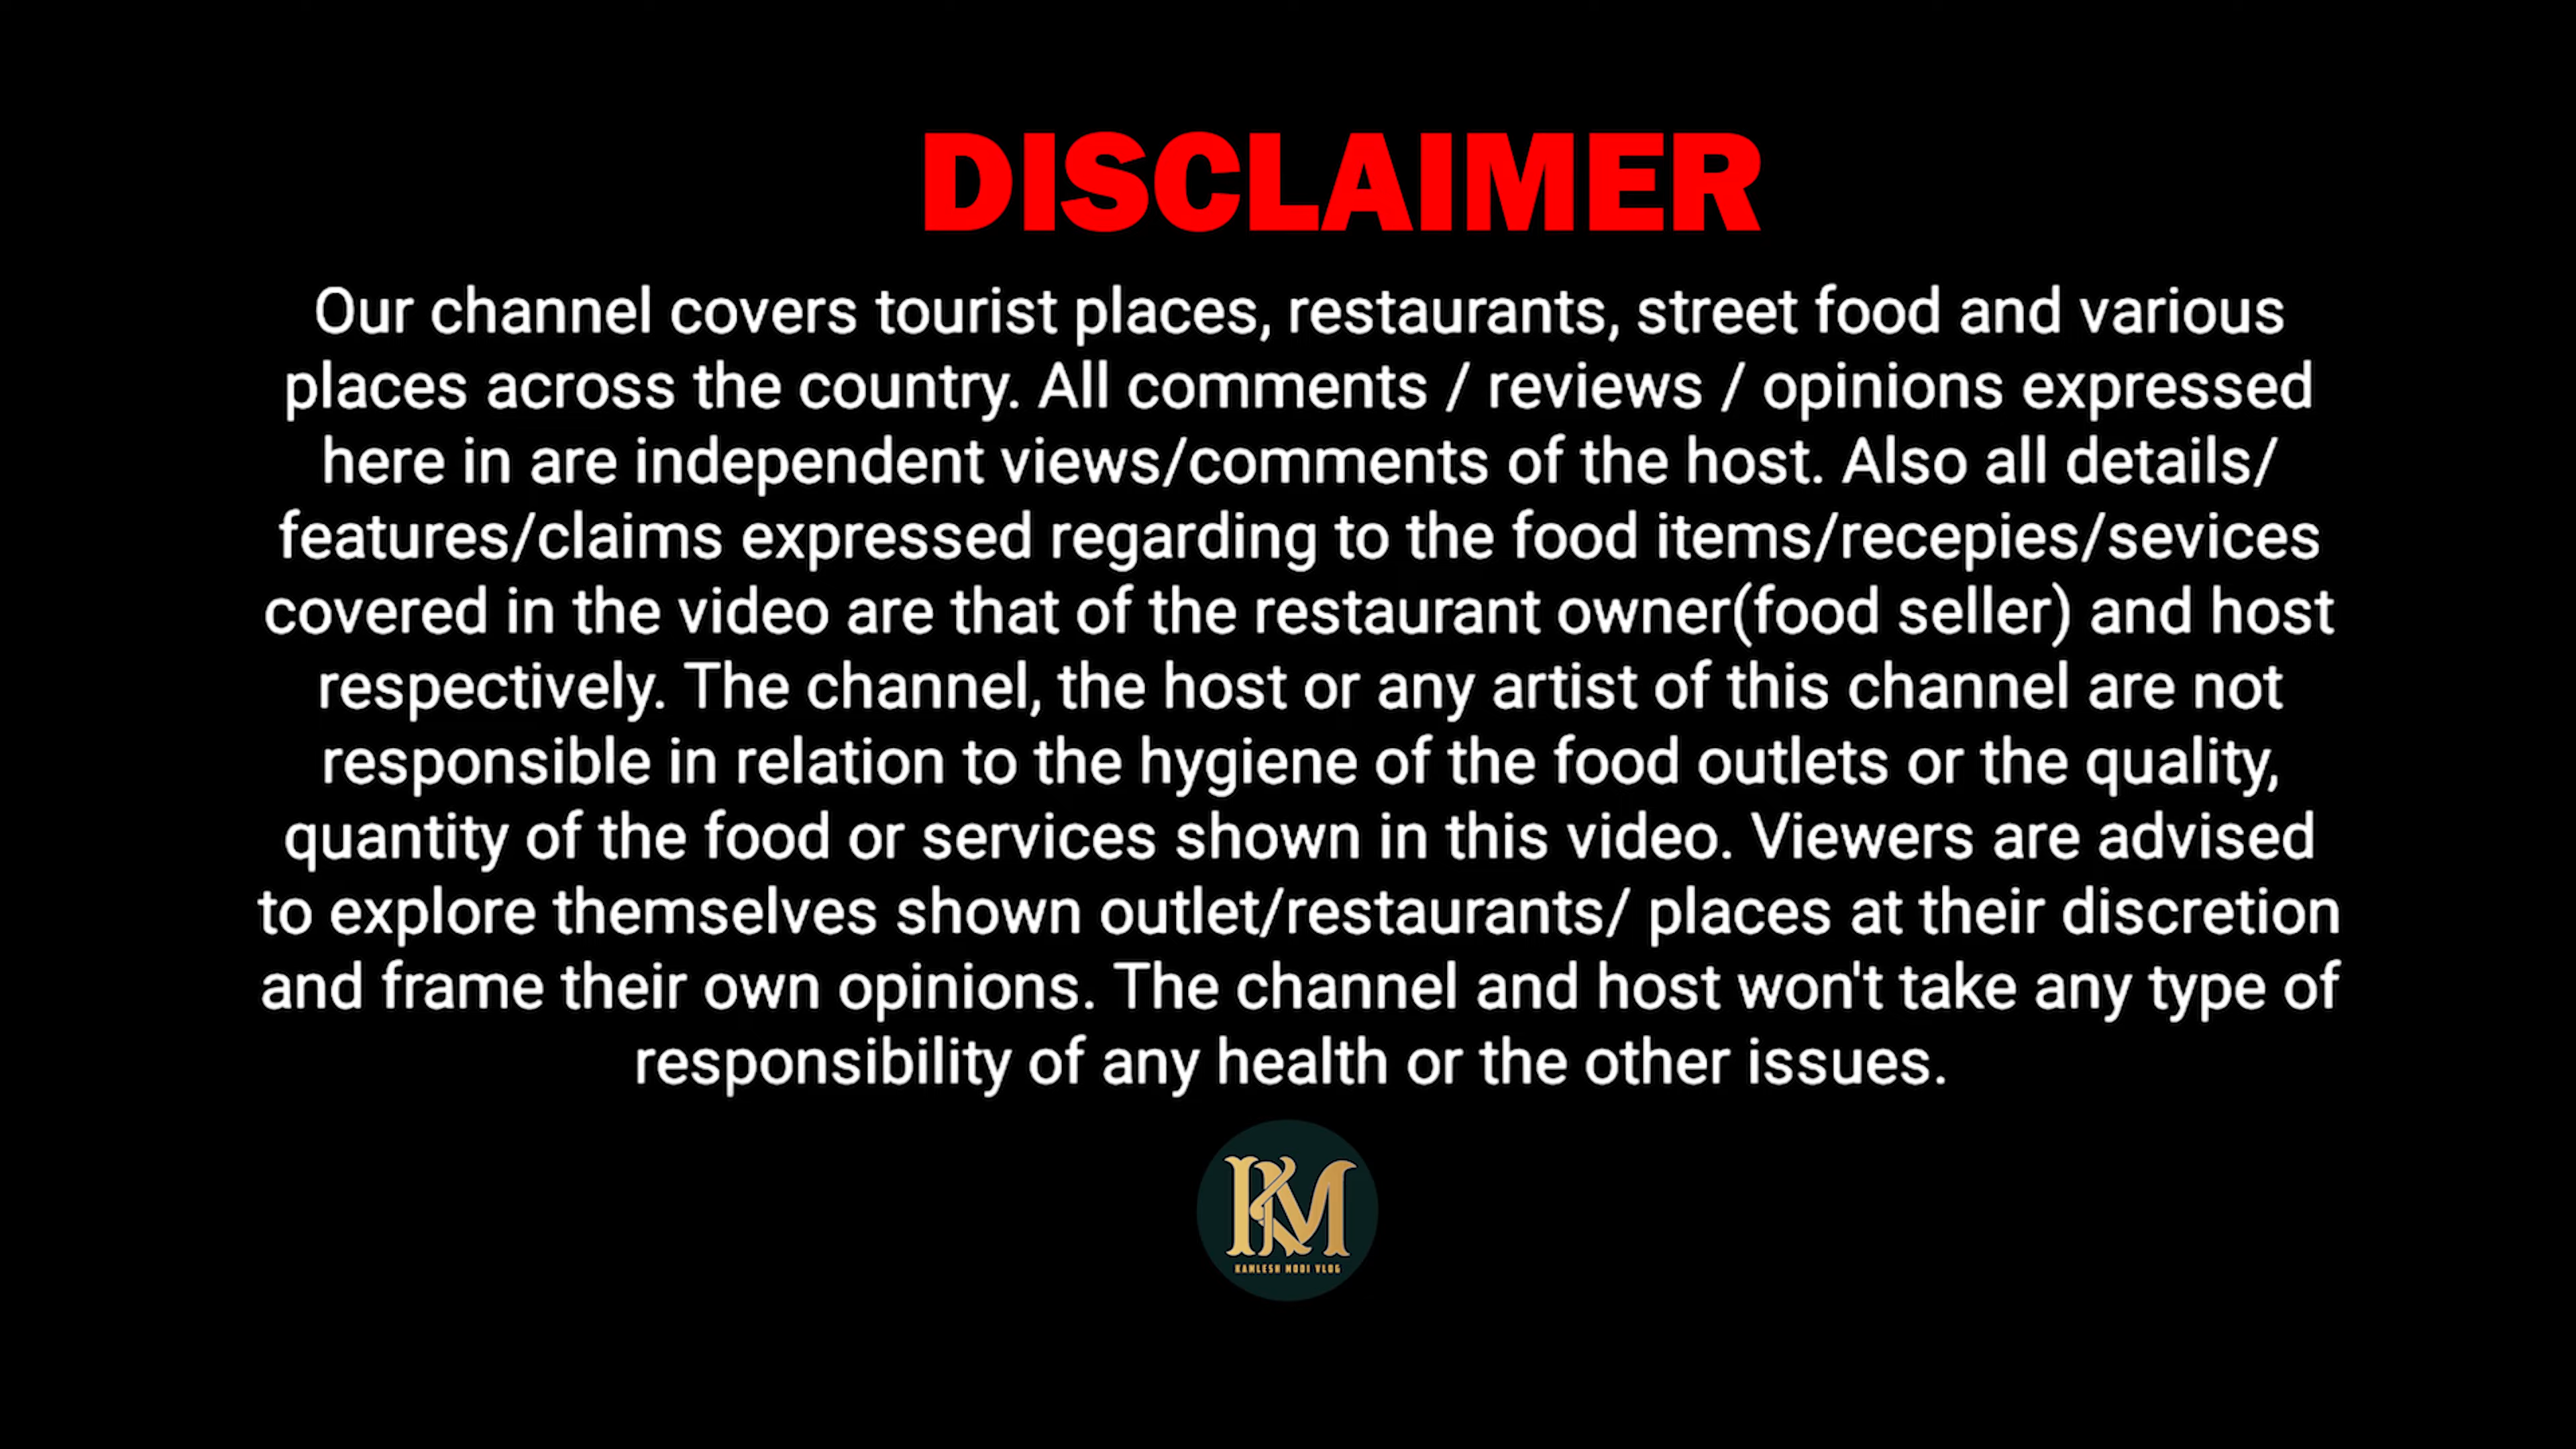 DISCLAIMER
Our channel covers tourist places, restaurants, street food and various
places across the country. All comments / reviews / opinions expressed
here in are independent views/comments of the host. Also all details/
features/claims expressed regarding to the food items/recepies/sevices
covered in the video are that of the restaurant owner(food seller) and host
respectively. The channel, the host or any artist of this channel are not
responsible in relation to the hygiene of the food outlets or the quality,
quantity of the food or services shown in this video. Viewers are advised
to explore themselves shown outlet/restaurants/ places at their discretion
and frame their own opinions. The channel and host won't take any type of
responsibility of any health or the other issues.
KM
KAMLESH MODI VLOG